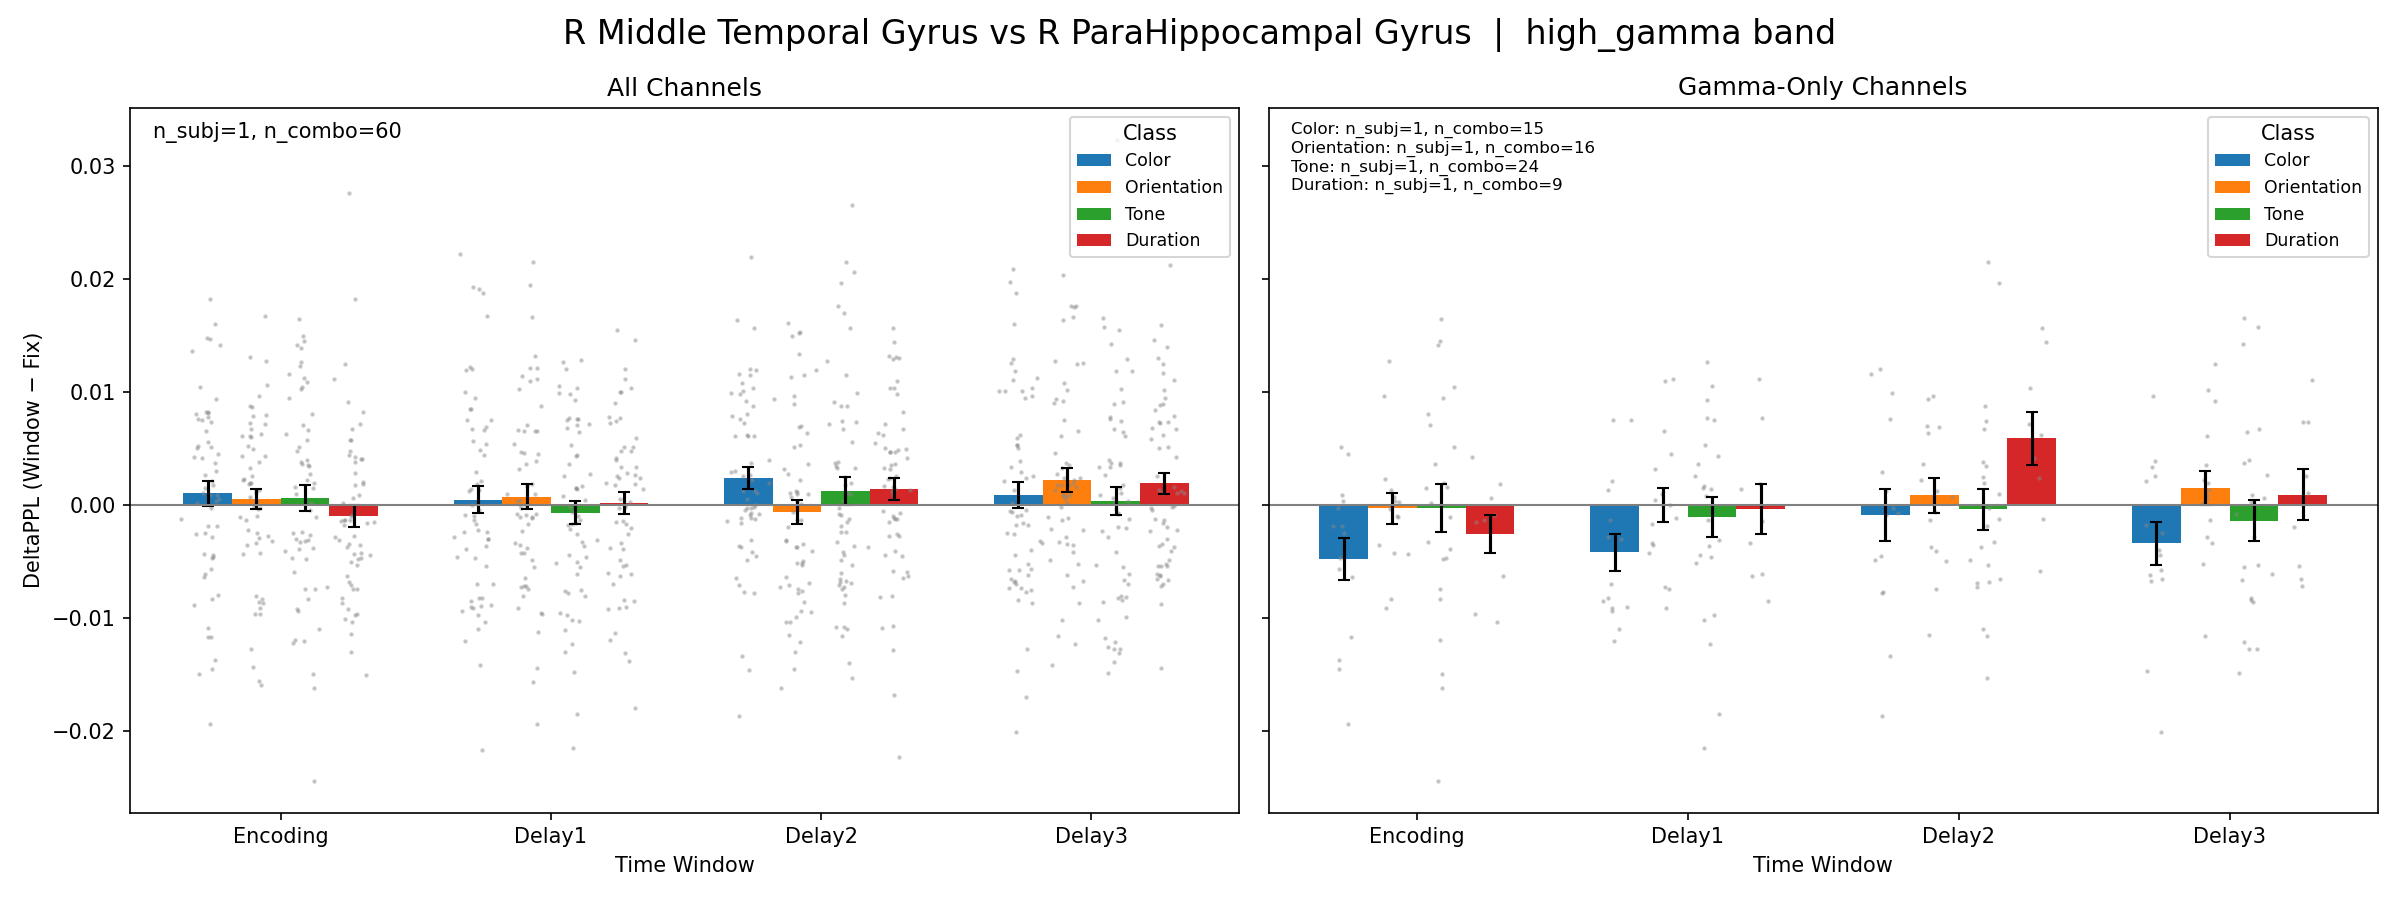 R Middle Temporal Gyrus vs R ParaHippocampal Gyrus | high_gamma band
All Channels
n_subj=1, n_combo=60
Class
Color
Orientation
Tone
Duration
DeltaPPL (Window − Fix)
0.03
0.02
0.01
0.00
−0.01
−0.02
Encoding
Delay1
Delay2
Delay3
Time Window
Gamma-Only Channels
Color: n_subj=1, n_combo=15
Orientation: n_subj=1, n_combo=16
Tone: n_subj=1, n_combo=24
Duration: n_subj=1, n_combo=9
Class
Color
Orientation
Tone
Duration
Encoding
Delay1
Delay2
Delay3
Time Window